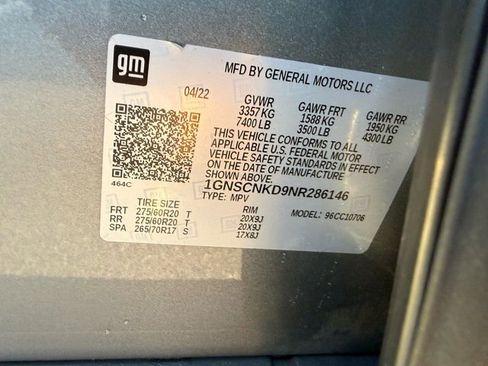 gm
MFD BY GENERAL MOTORS LLC
04/22 GVWR GAWR FRT GAWR RR
3357 KG 1588 KG 1950 KG
7400 LB 3500 LB 4300 LB
THIS VEHICLE CONFORMS TO ALL
APPLICABLE U.S. FEDERAL MOTOR
VEHICLE SAFETY STANDARDS IN EFFECT
ON THE DATE OF MANUFACTURE
SHOWN ABOVE.
464C
1GNSCNKD9NR286146
TYPE: MPV MODEL: 96CC10706
TIRE SIZE RIM
FRT 275/60R20 T 20X9J
RR 275/60R20 T 20X9J
SPA 265/70R17 S 17X8J